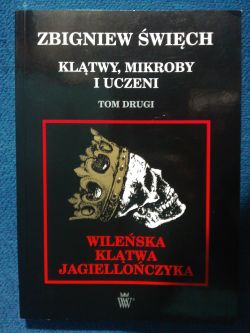 ZBIGNIEW ŚWIĘCH
KLĄTWY, MIKROBY
I UCZENI
TOM DRUGI
WILEŃSKA
KLĄTWA
JAGIELLOŃCZYKA